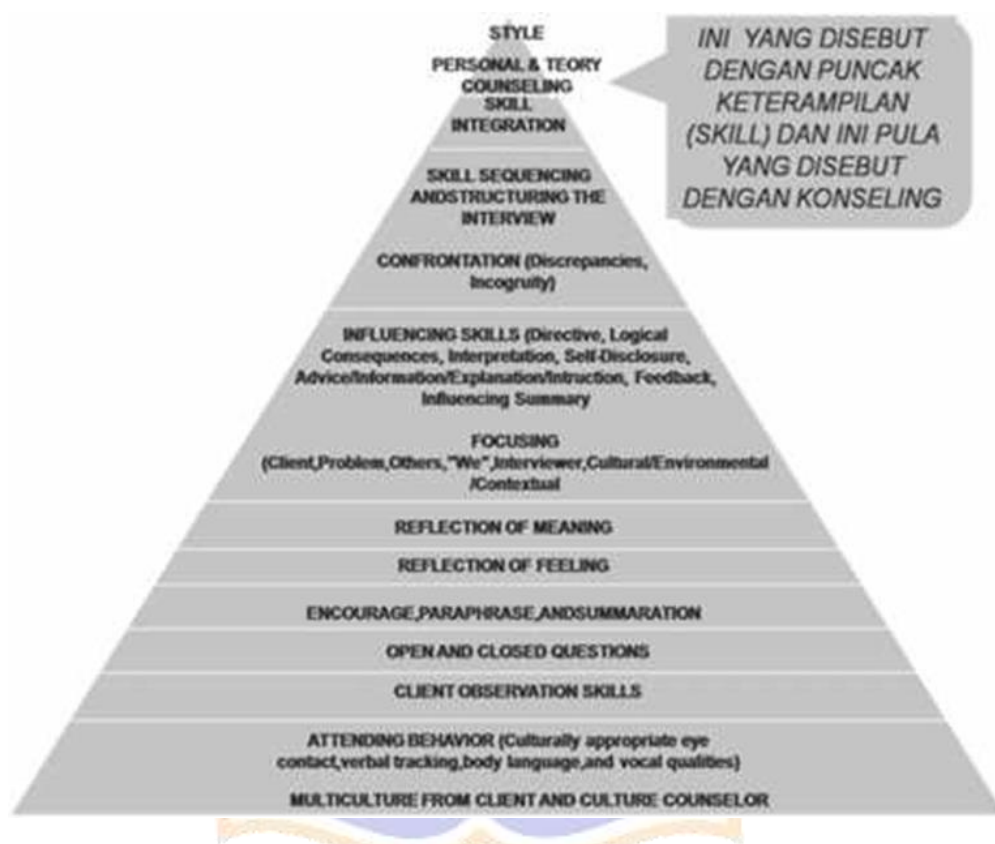 STYLE
PERSONAL & TEORY
COUNSELING
SKILL
INTEGRATION
INI YANG DISEBUT
DENGAN PUNCAK
KETERAMPILAN
(SKILL) DAN INI PULA
YANG DISEBUT
DENGAN KONSELING
SKILL SEQUENCING
ANDSTRUCTURING THE
INTERVIEW
CONFRONTATION (Discrepancies,
Incogruity)
INFLUENCING SKILLS (Directive, Logical
Consequences, Interpretation, Self-Disclosure,
Advice/Information/Explanation/Intruction, Feedback,
Influencing Summary
FOCUSING
(Client,Problem,Others,"We",Interviewer,Cultural/Environmental
/Contextual
REFLECTION OF MEANING
REFLECTION OF FEELING
ENCOURAGE,PARAPHRASE,ANDSUMMARATION
OPEN AND CLOSED QUESTIONS
CLIENT OBSERVATION SKILLS
ATTENDING BEHAVIOR (Culturally appropriate eye
contact,verbal tracking,body language,and vocal qualities)
MULTICULTURE FROM CLIENT AND CULTURE COUNSELOR